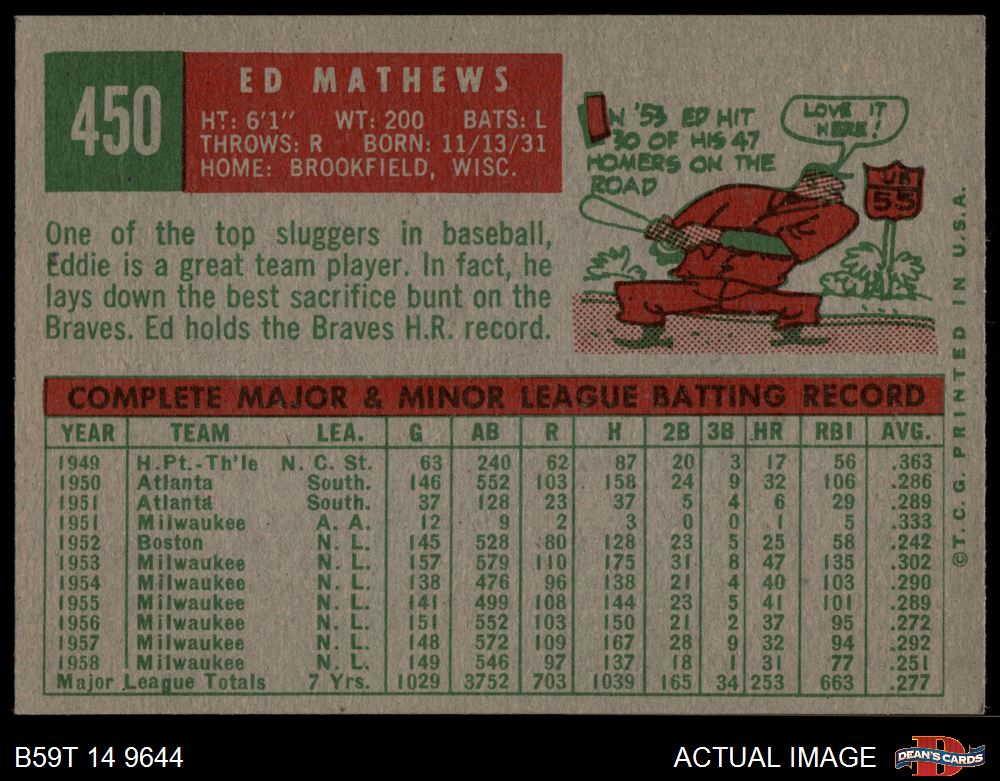 450
ED MATHEWS
HT: 6'1" WT: 200 BATS: L
THROWS: R BORN: 11/13/31
HOME: BROOKFIELD, WISC.
IN '53 ED HIT
30 OF HIS 47
HOMERS ON THE
ROAD
LOVE IT
HERE!
US
55
One of the top sluggers in baseball,
Eddie is a great team player. In fact, he
lays down the best sacrifice bunt on the
Braves. Ed holds the Braves H.R. record.
COMPLETE MAJOR & MINOR LEAGUE BATTING RECORD
YEAR TEAM LEA. G AB R H 2B 3B HR RBI AVG.
1949 H.Pt.-Th'le N. C. St. 63 240 62 87 20 3 17 56 .363
1950 Atlanta South. 146 552 103 158 24 9 32 106 .286
1951 Atlanta South. 37 128 23 37 5 4 6 29 .289
1951 Milwaukee A. A. 12 9 2 3 0 0 1 5 .333
1952 Boston N. L. 145 528 80 128 23 5 25 58 .242
1953 Milwaukee N. L. 157 579 110 175 31 8 47 135 .302
1954 Milwaukee N. L. 138 476 96 138 21 4 40 103 .290
1955 Milwaukee N. L. 141 499 108 144 23 5 41 101 .289
1956 Milwaukee N. L. 151 552 103 150 21 2 37 95 .272
1957 Milwaukee N. L. 148 572 109 167 28 9 32 94 .292
1958 Milwaukee N. L. 149 546 97 137 18 1 31 77 .251
Major League Totals 7 Yrs. 1029 3752 703 1039 165 34 253 663 .277
©T.C.G. PRINTED IN U.S.A.
B59T 14 9644
ACTUAL IMAGE
DEAN'S CARDS